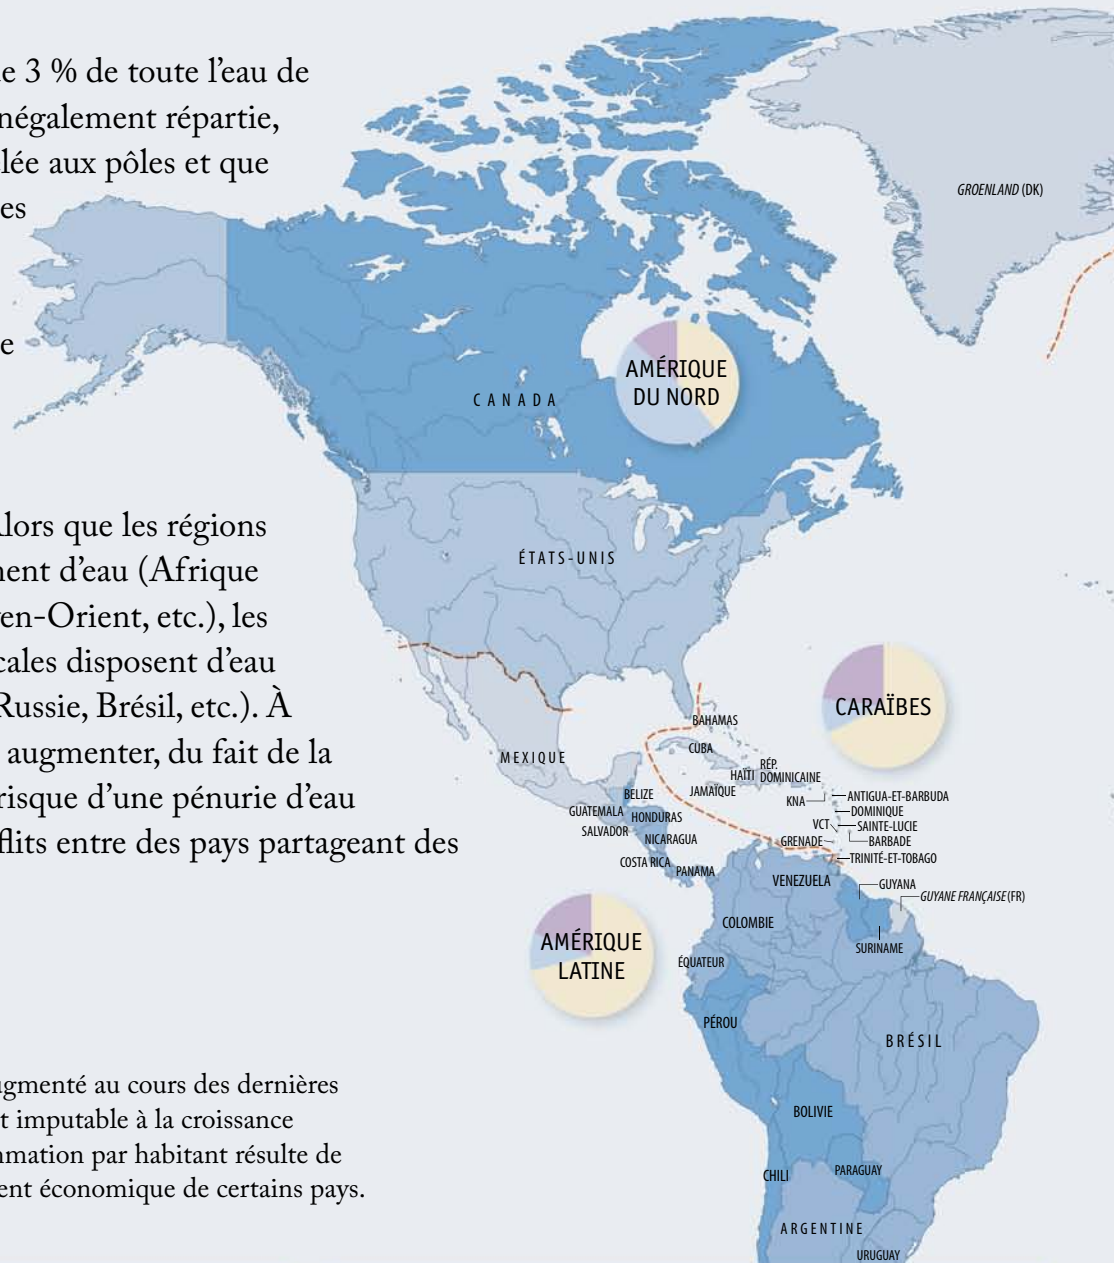 e 3 % de toute l’eau de
négalement répartie,
lée aux pôles et que
es
e
Alors que les régions
ment d’eau (Afrique
en-Orient, etc.), les
cales disposent d’eau
Russie, Brésil, etc.). À
augmenter, du fait de la
risque d’une pénurie d’eau
flits entre des pays partageant des
ugmenté au cours des dernières
t imputable à la croissance
mmation par habitant résulte de
ent économique de certains pays.
GROENLAND (DK)
AMÉRIQUE
DU NORD
CANADA
ÉTATS-UNIS
CARAÏBES
BAHAMAS
CUBA
MEXIQUE
RÉP.
HAÏTI DOMINICAINE
JAMAÏQUE
BELIZE
KNA
ANTIGUA-ET-BARBUDA
GUATEMALA
HONDURAS
DOMINIQUE
VCT
SAINTE-LUCIE
SALVADOR
NICARAGUA
GRENADE
BARBADE
COSTA RICA
TRINITÉ-ET-TOBAGO
PANAMA
VENEZUELA
GUYANA
GUYANE FRANÇAISE (FR)
COLOMBIE
SURINAME
AMÉRIQUE
LATINE
ÉQUATEUR
PÉROU
BRÉSIL
BOLIVIE
CHILI
PARAGUAY
ARGENTINE
URUGUAY